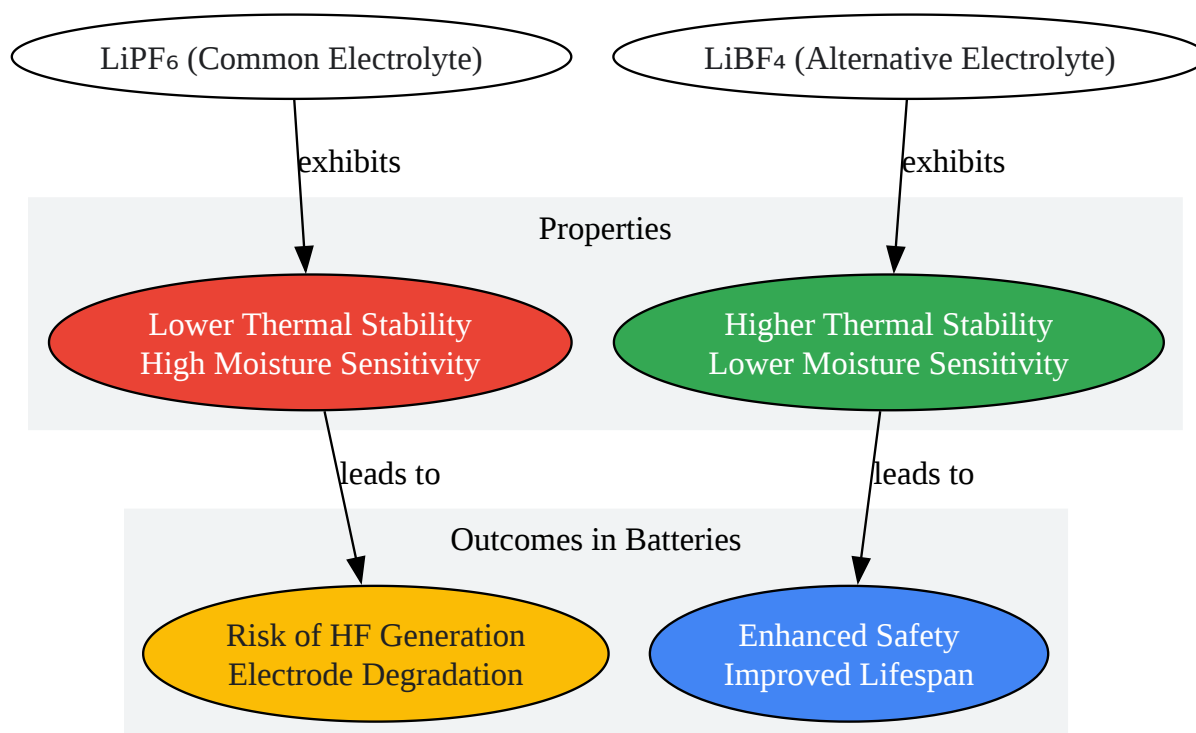 LiPF₆ (Common Electrolyte)
LiBF₄ (Alternative Electrolyte)
exhibits
exhibits
Properties
Lower Thermal Stability
High Moisture Sensitivity
Higher Thermal Stability
Lower Moisture Sensitivity
leads to
leads to
Outcomes in Batteries
Risk of HF Generation
Electrode Degradation
Enhanced Safety
Improved Lifespan